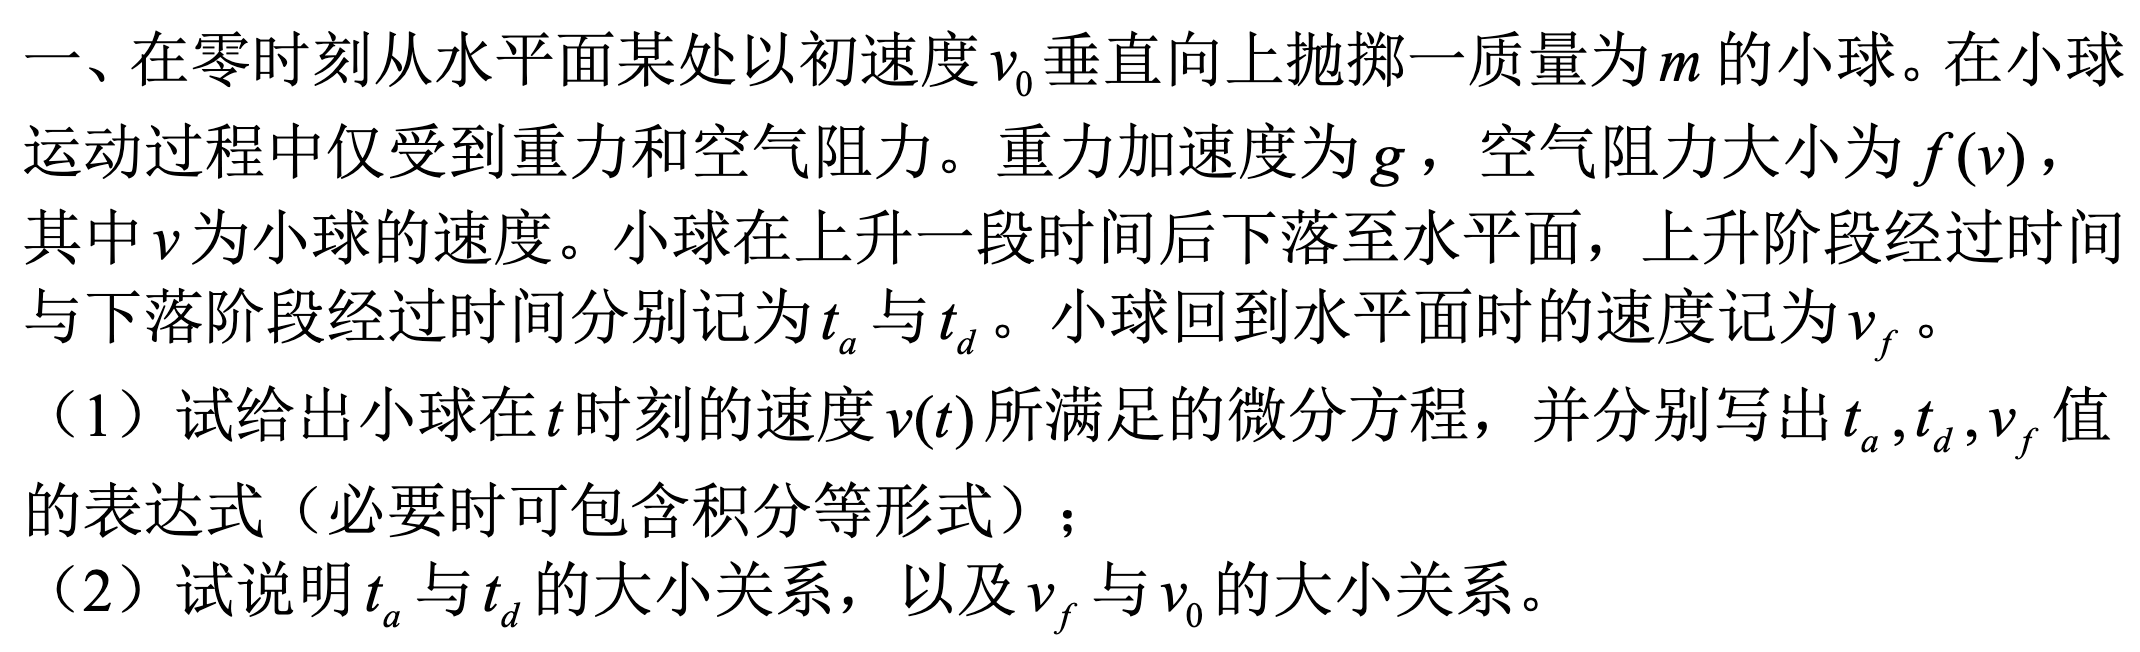 一、在零时刻从水平面某处以初速度 v₀ 垂直向上抛掷一质量为 m 的小球。在小球
运动过程中仅受到重力和空气阻力。重力加速度为 g，空气阻力大小为 f(v)，
其中 v 为小球的速度。小球在上升一段时间后下落至水平面，上升阶段经过时间
与下落阶段经过时间分别记为 t_a 与 t_d。小球回到水平面时的速度记为 v_f。
（1）试给出小球在 t 时刻的速度 v(t) 所满足的微分方程，并分别写出 t_a, t_d, v_f 值
的表达式（必要时可包含积分等形式）；
（2）试说明 t_a 与 t_d 的大小关系，以及 v_f 与 v₀ 的大小关系。